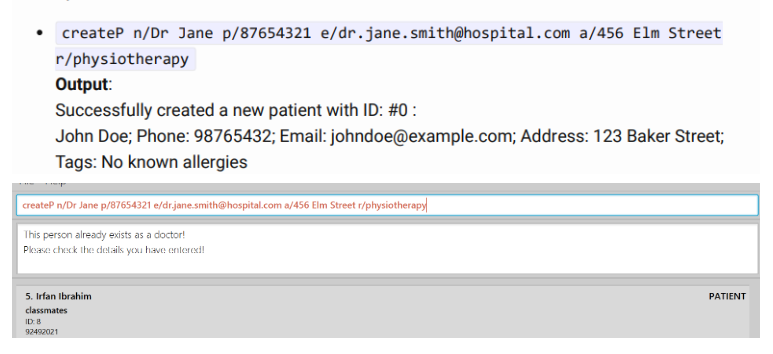 createP n/Dr Jane p/87654321 e/dr.jane.smith@hospital.com a/456 Elm Street
r/physiotherapy
Output:
Successfully created a new patient with ID: #0 :
John Doe; Phone: 98765432; Email: johndoe@example.com; Address: 123 Baker Street;
Tags: No known allergies
createP n/Dr Jane p/87654321 e/dr.jane.smith@hospital.com a/456 Elm Street r/physiotherapy
This person already exists as a doctor!
Please check the details you have entered!
5. Irfan Ibrahim PATIENT
classmates
ID: 8
92492021